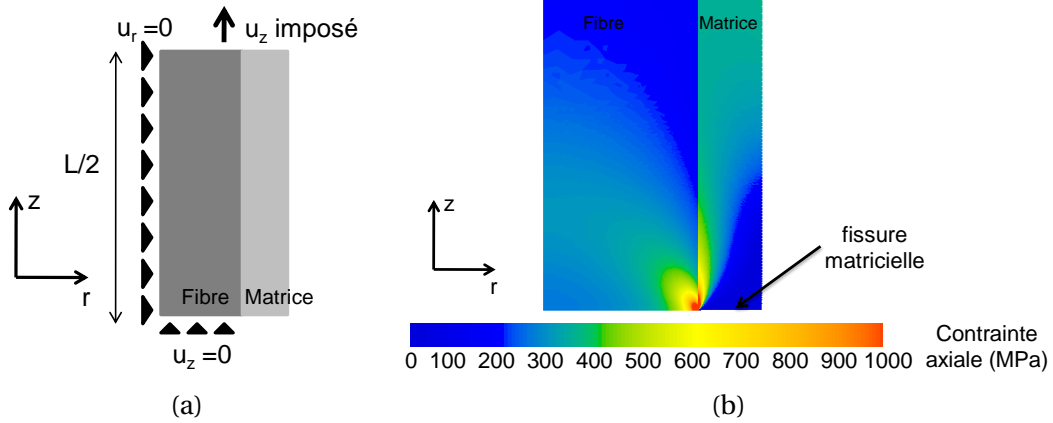 u_r =0
u_z imposé
L/2
z
r
Fibre
Matrice
u_z =0
(a)
Fibre
Matrice
z
r
fissure
matricielle
0 100 200 300 400 500 600 700 800 900 1000
Contrainte
axiale (MPa)
(b)